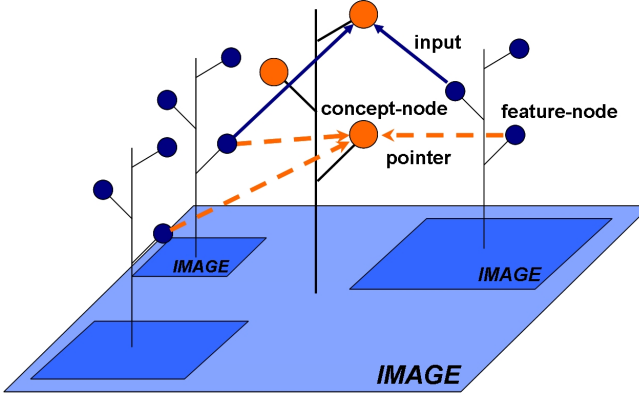 input
concept-node
feature-node
pointer
IMAGE
IMAGE
IMAGE